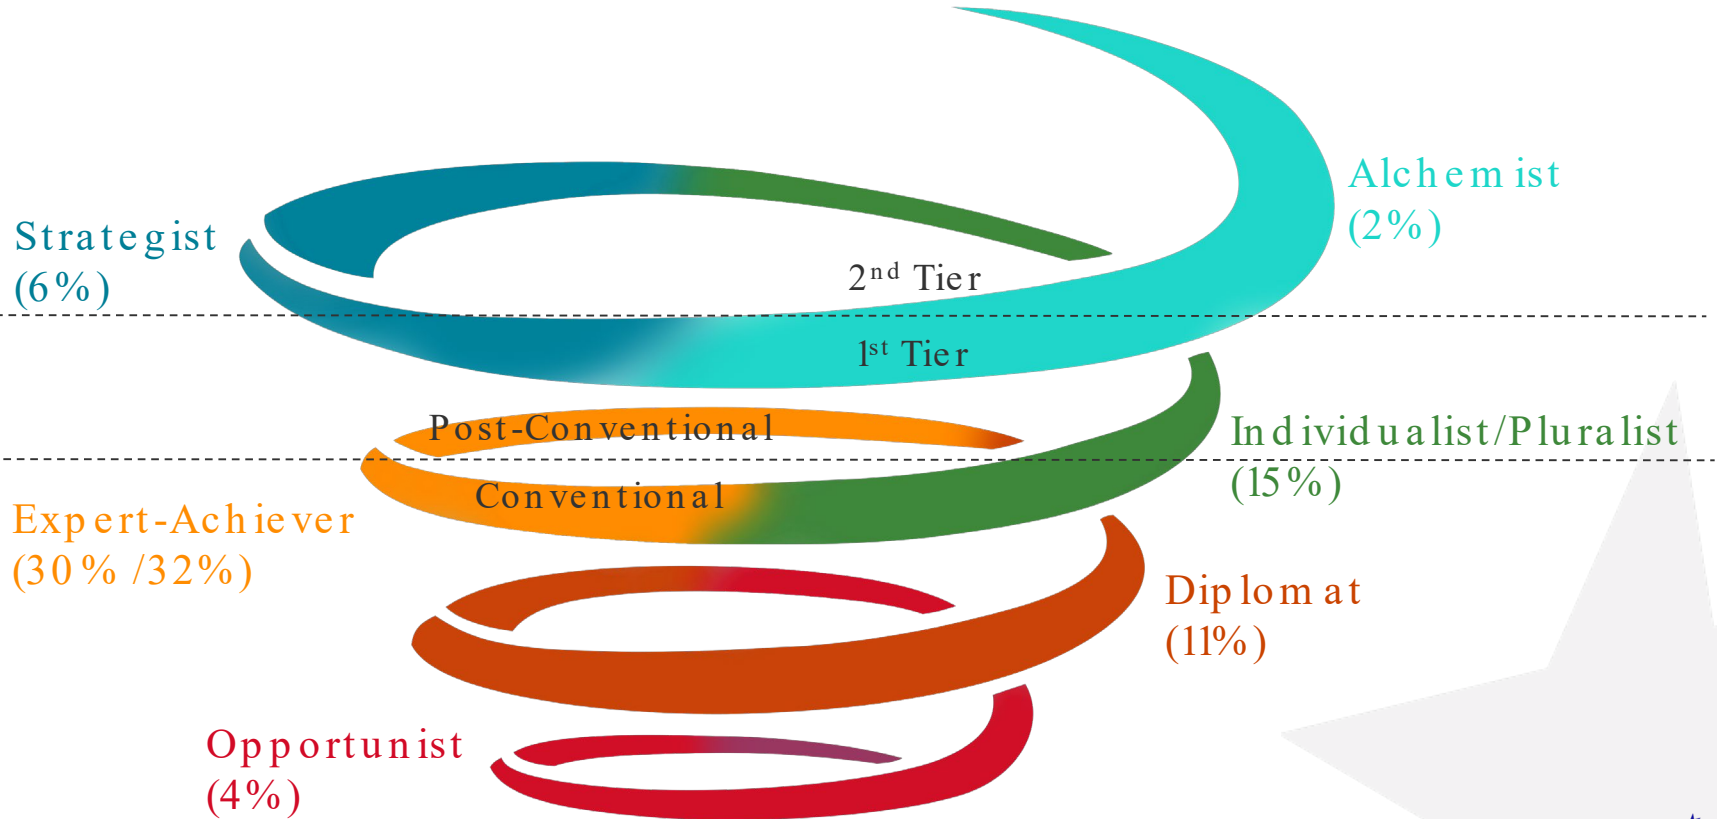 Alchemist
(2%)
Strategist
(6%)
2nd Tier
1st Tier
Post-Conventional
Individualist/Pluralist
(15%)
Conventional
Expert-Achiever
(30% /32%)
Diplomat
(11%)
Opportunist
(4%)